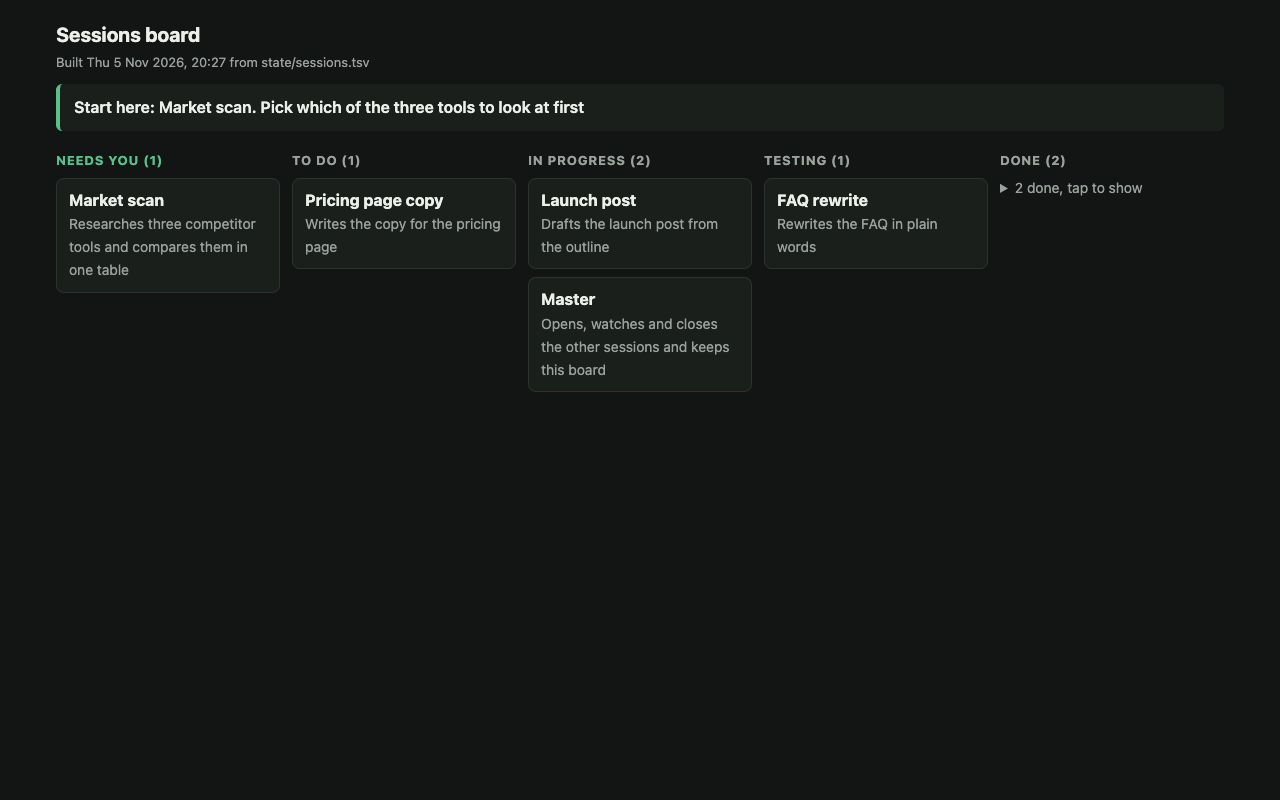 Sessions board
Built Thu 5 Nov 2026, 20:27 from state/sessions.tsv
Start here: Market scan. Pick which of the three tools to look at first
NEEDS YOU (1)
Market scan
Researches three competitor
tools and compares them in
one table
TO DO (1)
Pricing page copy
Writes the copy for the pricing
page
IN PROGRESS (2)
Launch post
Drafts the launch post from
the outline
Master
Opens, watches and closes
the other sessions and keeps
this board
TESTING (1)
FAQ rewrite
Rewrites the FAQ in plain
words
DONE (2)
2 done, tap to show